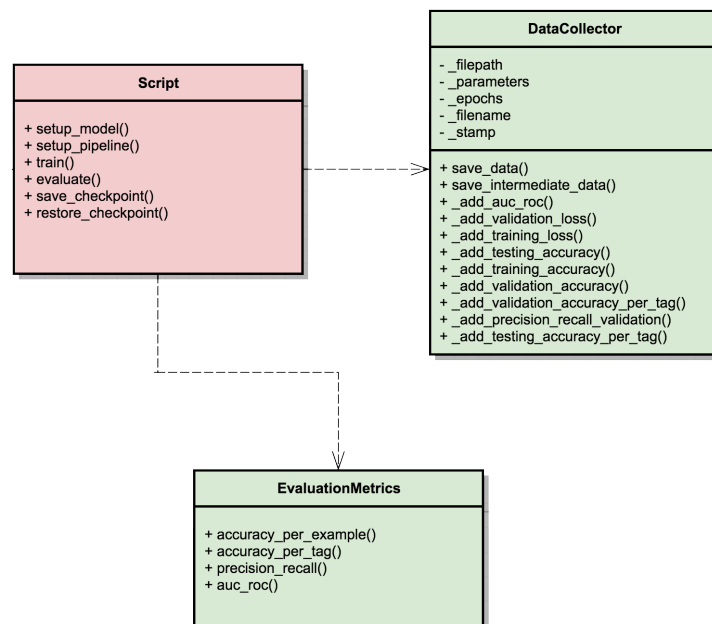 Script
+ setup_model()
+ setup_pipeline()
+ train()
+ evaluate()
+ save_checkpoint()
+ restore_checkpoint()
DataCollector
- _filepath
- _parameters
- _epochs
- _filename
- _stamp
+ save_data()
+ save_intermediate_data()
+ _add_auc_roc()
+ _add_validation_loss()
+ _add_training_loss()
+ _add_testing_accuracy()
+ _add_training_accuracy()
+ _add_validation_accuracy()
+ _add_validation_accuracy_per_tag()
+ _add_precision_recall_validation()
+ _add_testing_accuracy_per_tag()
EvaluationMetrics
+ accuracy_per_example()
+ accuracy_per_tag()
+ precision_recall()
+ auc_roc()